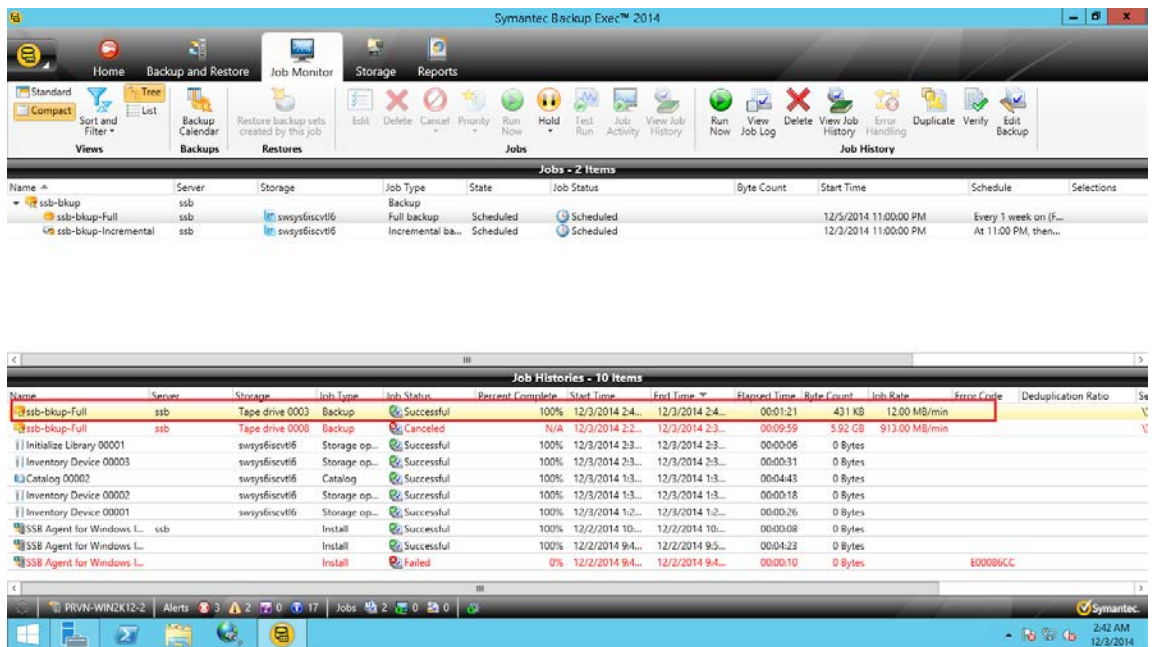 Symantec Backup Exec™ 2014
Home Backup and Restore Job Monitor Storage Reports
Standard Compact Sort and Filter Tree List
Backup Calendar
Restore backup sets created by this job
Edit Delete Cancel Priority Run Now Hold Test Run Job Activity View Job History
Run Now View Job Log Delete View Job History Error Handling Duplicate Verify Edit Backup
Views Backups Restores Jobs Job History
Jobs - 2 Items
Name Server Storage Job Type State Job Status Byte Count Start Time Schedule Selections
ssb-bkup ssb Backup
ssb-bkup-Full ssb swsys6iscvtl6 Full backup Scheduled Scheduled 12/5/2014 11:00:00 PM Every 1 week on (F...
ssb-bkup-Incremental ssb swsys6iscvtl6 Incremental ba... Scheduled Scheduled 12/3/2014 11:00:00 PM At 11:00 PM, then...
Job Histories - 10 Items
Name Server Storage Job Type Job Status Percent Complete Start Time End Time Elapsed Time Byte Count Job Rate Error Code Deduplication Ratio Se
ssb-bkup-Full ssb Tape drive 0003 Backup Successful 100% 12/3/2014 2:4... 12/3/2014 2:4... 00:01:21 431 KB 12.00 MB/min
ssb-bkup-Full ssb Tape drive 0008 Backup Canceled N/A 12/3/2014 2:2... 12/3/2014 2:3... 00:09:59 5.92 GB 913.00 MB/min
Initialize Library 00001 swsys6iscvtl6 Storage op... Successful 100% 12/3/2014 2:3... 12/3/2014 2:3... 00:00:06 0 Bytes
Inventory Device 00003 swsys6iscvtl6 Storage op... Successful 100% 12/3/2014 2:3... 12/3/2014 2:3... 00:00:31 0 Bytes
Catalog 00002 swsys6iscvtl6 Catalog Successful 100% 12/3/2014 1:3... 12/3/2014 1:3... 00:04:43 0 Bytes
Inventory Device 00002 swsys6iscvtl6 Storage op... Successful 100% 12/3/2014 1:3... 12/3/2014 1:3... 00:00:18 0 Bytes
Inventory Device 00001 swsys6iscvtl6 Storage op... Successful 100% 12/3/2014 1:3... 12/3/2014 1:2... 00:00:26 0 Bytes
SSB Agent for Windows I... ssb Install Successful 100% 12/2/2014 10:... 12/2/2014 10:... 00:00:08 0 Bytes
SSB Agent for Windows I... Install Successful 100% 12/2/2014 9:4... 12/2/2014 9:5... 00:04:23 0 Bytes
SSB Agent for Windows I... Install Failed 0% 12/2/2014 9:4... 12/2/2014 9:4... 00:00:10 0 Bytes E00086CC
PRVN-WIN2K12-2 Alerts 3 2 0 17 Jobs 2 0 0 Symantec.
2:42 AM
12/3/2014